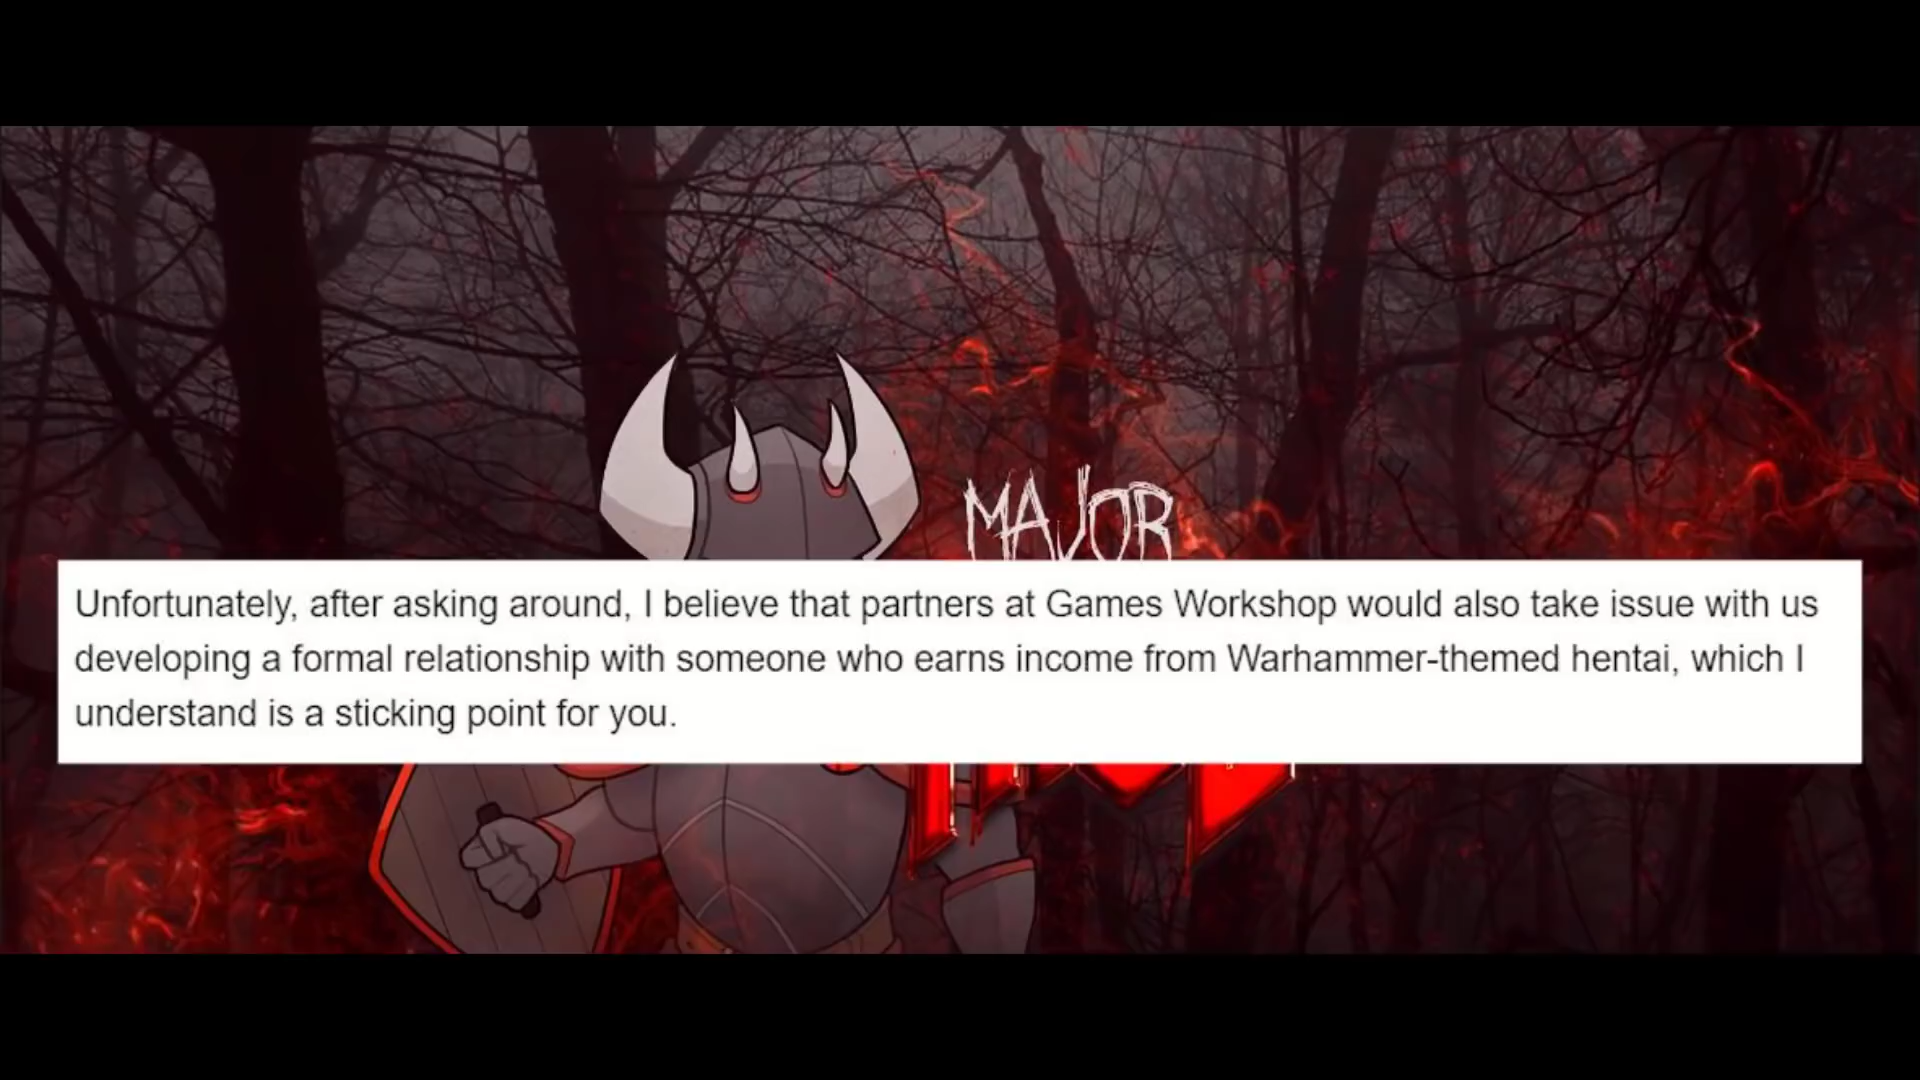 MAJOR
Unfortunately, after asking around, I believe that partners at Games Workshop would also take issue with us
developing a formal relationship with someone who earns income from Warhammer-themed hentai, which I
understand is a sticking point for you.